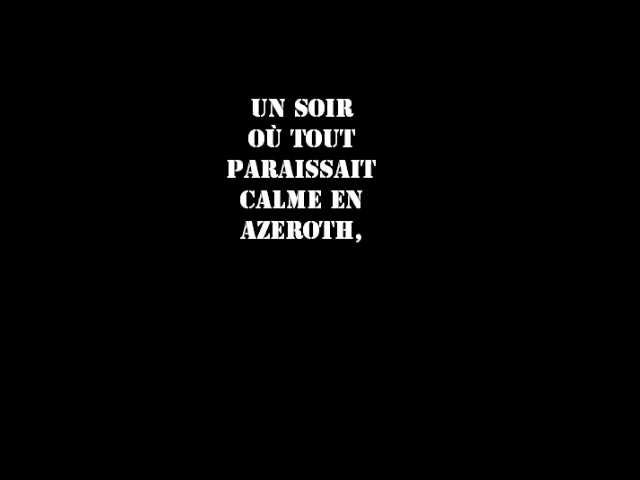 UN SOIR
OÙ TOUT
PARAISSAIT
CALME EN
AZEROTH,